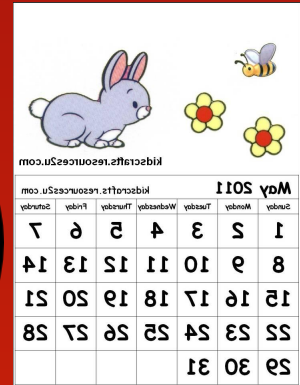 kidscrafts.resources2u.com
May 2011 kidscrafts.resources2u.com
Sunday Monday Tuesday Wednesday Thursday Friday Saturday
1 2 3 4 5 6 7
8 9 10 11 12 13 14
15 16 17 18 19 20 21
22 23 24 25 26 27 28
29 30 31